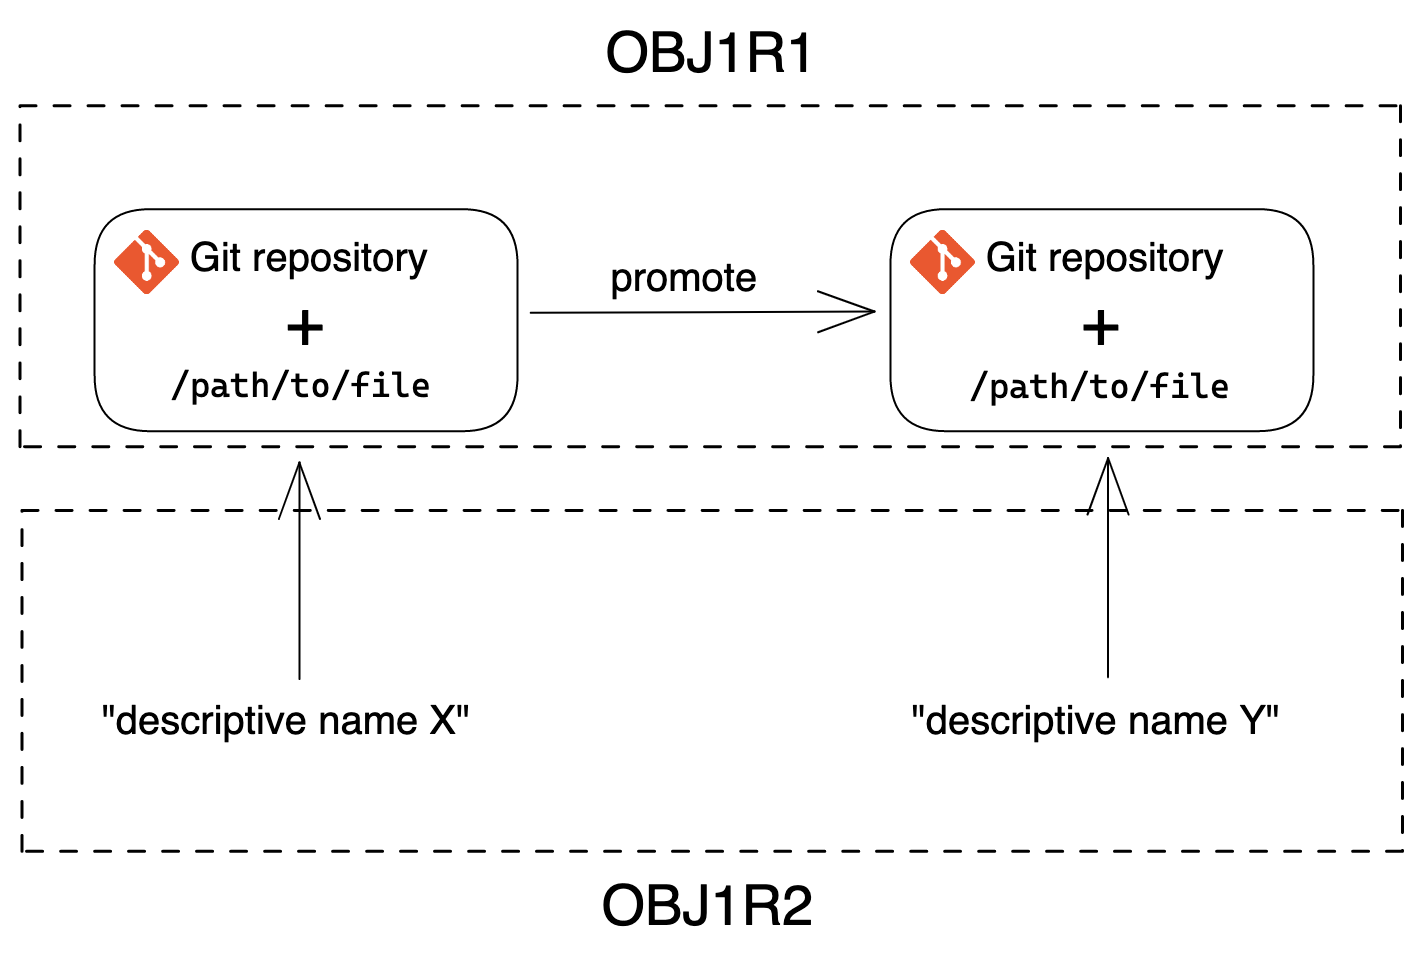 OBJ1R1
Git repository
+
/path/to/file
promote
Git repository
+
/path/to/file
"descriptive name X"
"descriptive name Y"
OBJ1R2